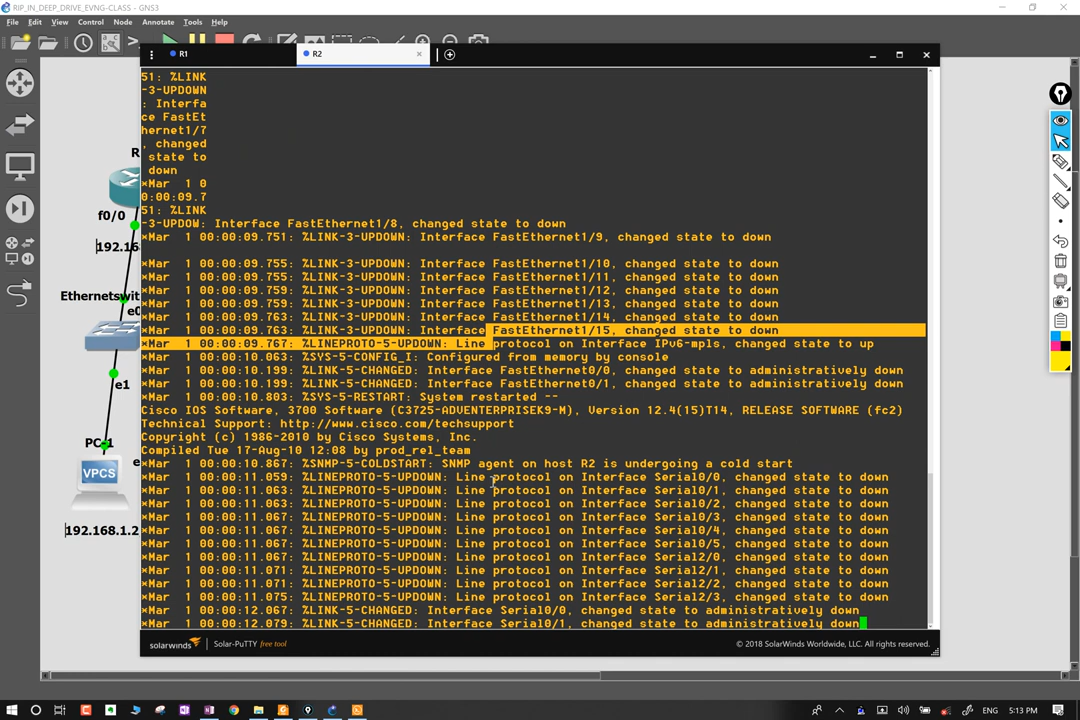 RIP_IN_DEEP_DRIVE_EVNG-CLASS - GNS3
File Edit View Control Node Annotate Tools Help
R1
R2
51: %LINK
-3-UPDOWN
: Interfa
ce FastEt
hernet1/7
, changed
state to
down
*Mar 1 0
0:00:09.7
51: %LINK
-3-UPDOW: Interface FastEthernet1/8, changed state to down
*Mar 1 00:00:09.751: %LINK-3-UPDOWN: Interface FastEthernet1/9, changed state to down
*Mar 1 00:00:09.755: %LINK-3-UPDOWN: Interface FastEthernet1/10, changed state to down
*Mar 1 00:00:09.755: %LINK-3-UPDOWN: Interface FastEthernet1/11, changed state to down
*Mar 1 00:00:09.759: %LINK-3-UPDOWN: Interface FastEthernet1/12, changed state to down
*Mar 1 00:00:09.759: %LINK-3-UPDOWN: Interface FastEthernet1/13, changed state to down
*Mar 1 00:00:09.763: %LINK-3-UPDOWN: Interface FastEthernet1/14, changed state to down
*Mar 1 00:00:09.763: %LINK-3-UPDOWN: Interface FastEthernet1/15, changed state to down
*Mar 1 00:00:09.767: %LINEPROTO-5-UPDOWN: Line protocol on Interface IPv6-mpls, changed state to up
*Mar 1 00:00:10.063: %SYS-5-CONFIG_I: Configured from memory by console
*Mar 1 00:00:10.199: %LINK-5-CHANGED: Interface FastEthernet0/0, changed state to administratively down
*Mar 1 00:00:10.199: %LINK-5-CHANGED: Interface FastEthernet0/1, changed state to administratively down
*Mar 1 00:00:10.803: %SYS-5-RESTART: System restarted --
Cisco IOS Software, 3700 Software (C3725-ADVENTERPRISEK9-M), Version 12.4(15)T14, RELEASE SOFTWARE (fc2)
Technical Support: http://www.cisco.com/techsupport
Copyright (c) 1986-2010 by Cisco Systems, Inc.
Compiled Tue 17-Aug-10 12:08 by prod_rel_team
*Mar 1 00:00:10.867: %SNMP-5-COLDSTART: SNMP agent on host R2 is undergoing a cold start
*Mar 1 00:00:11.059: %LINEPROTO-5-UPDOWN: Line protocol on Interface Serial0/0, changed state to down
*Mar 1 00:00:11.063: %LINEPROTO-5-UPDOWN: Line protocol on Interface Serial0/1, changed state to down
*Mar 1 00:00:11.063: %LINEPROTO-5-UPDOWN: Line protocol on Interface Serial0/2, changed state to down
*Mar 1 00:00:11.067: %LINEPROTO-5-UPDOWN: Line protocol on Interface Serial0/3, changed state to down
*Mar 1 00:00:11.067: %LINEPROTO-5-UPDOWN: Line protocol on Interface Serial0/4, changed state to down
*Mar 1 00:00:11.067: %LINEPROTO-5-UPDOWN: Line protocol on Interface Serial0/5, changed state to down
*Mar 1 00:00:11.071: %LINEPROTO-5-UPDOWN: Line protocol on Interface Serial2/0, changed state to down
*Mar 1 00:00:11.071: %LINEPROTO-5-UPDOWN: Line protocol on Interface Serial2/1, changed state to down
*Mar 1 00:00:11.071: %LINEPROTO-5-UPDOWN: Line protocol on Interface Serial2/2, changed state to down
*Mar 1 00:00:11.075: %LINEPROTO-5-UPDOWN: Line protocol on Interface Serial2/3, changed state to down
*Mar 1 00:00:12.067: %LINK-5-CHANGED: Interface Serial0/0, changed state to administratively down
*Mar 1 00:00:12.079: %LINK-5-CHANGED: Interface Serial0/1, changed state to administratively down
solarwinds Solar-PuTTY free tool
© 2018 SolarWinds Worldwide, LLC. All rights reserved.
R
f0/0
192.16
Ethernetswit
e0
e1
PC-1
e
VPCS
192.168.1.2
ENG 5:13 PM